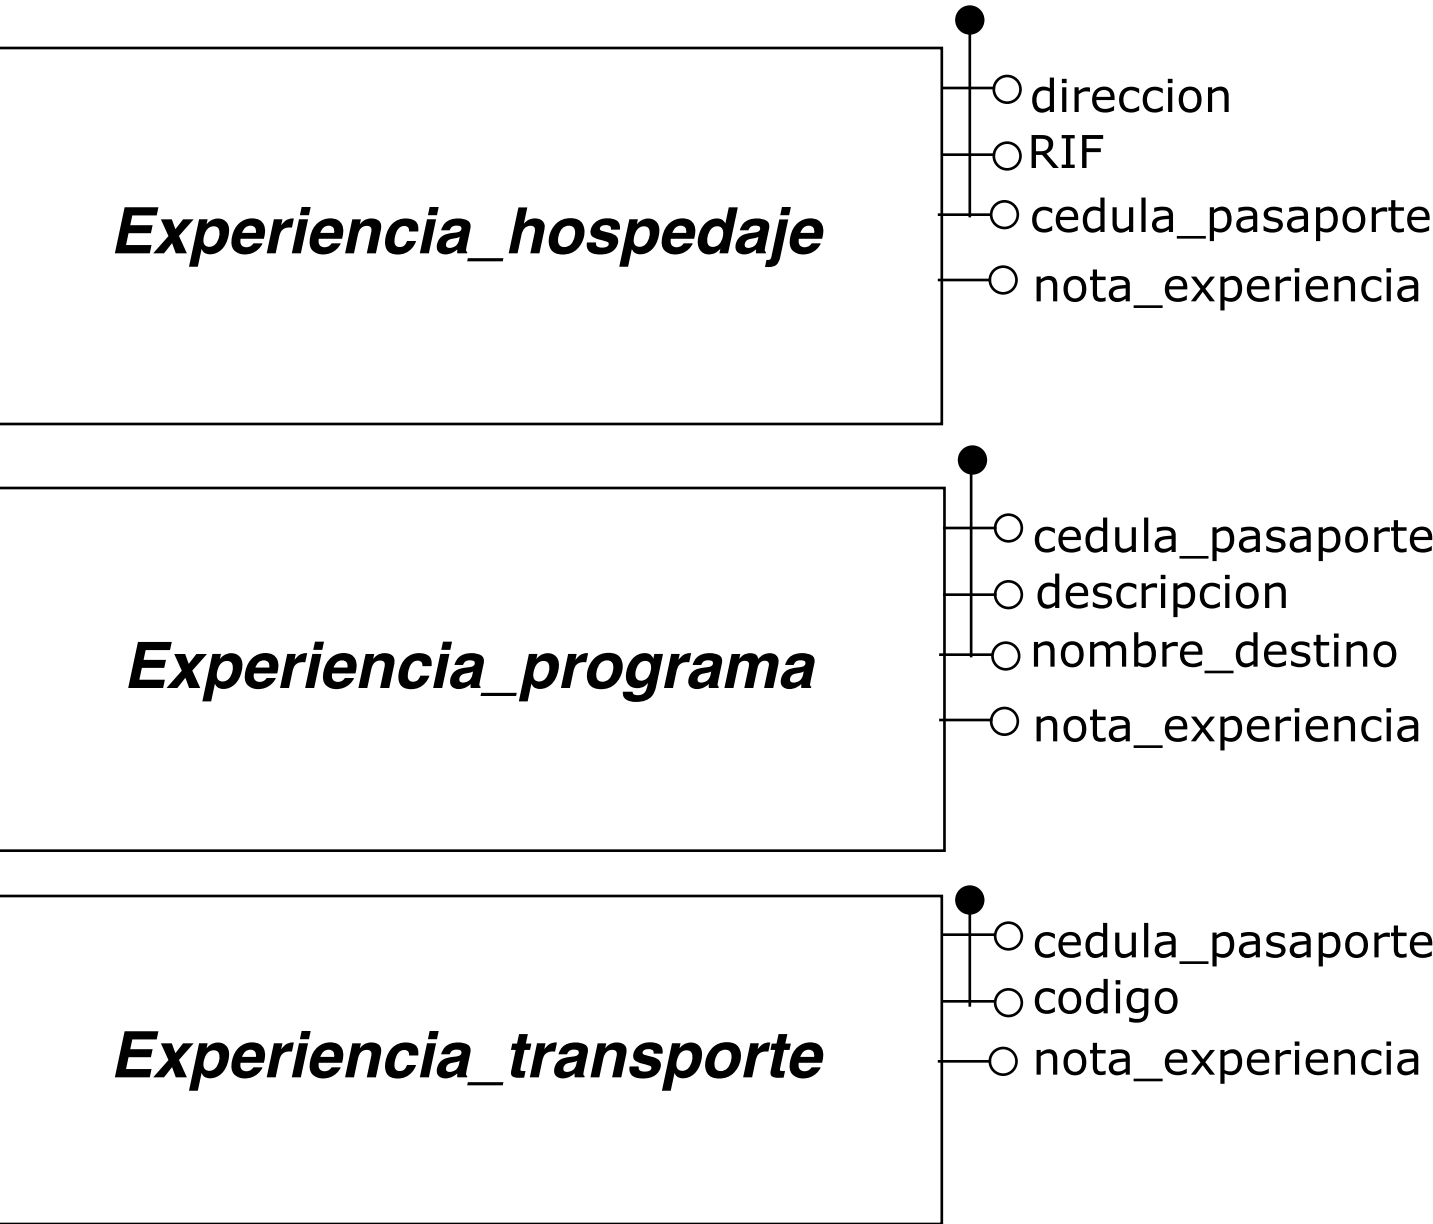 Experiencia_hospedaje
direccion
RIF
cedula_pasaporte
nota_experiencia
Experiencia_programa
cedula_pasaporte
descripcion
nombre_destino
nota_experiencia
Experiencia_transporte
cedula_pasaporte
codigo
nota_experiencia